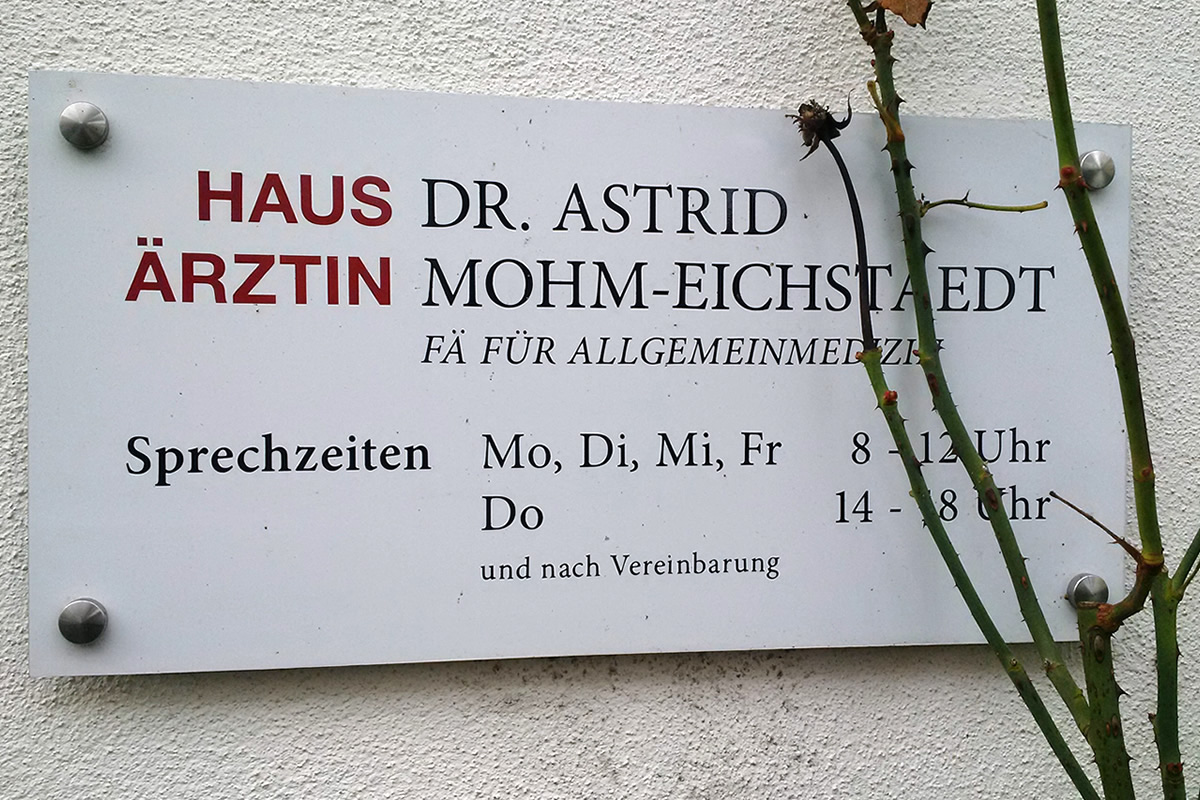 HAUS DR. ASTRID
ÄRZTIN MOHM-EICHSTAEDT
FÄ FÜR ALLGEMEINMEDIZIN
Sprechzeiten Mo, Di, Mi, Fr 8 - 12 Uhr
Do 14 - 18 Uhr
und nach Vereinbarung